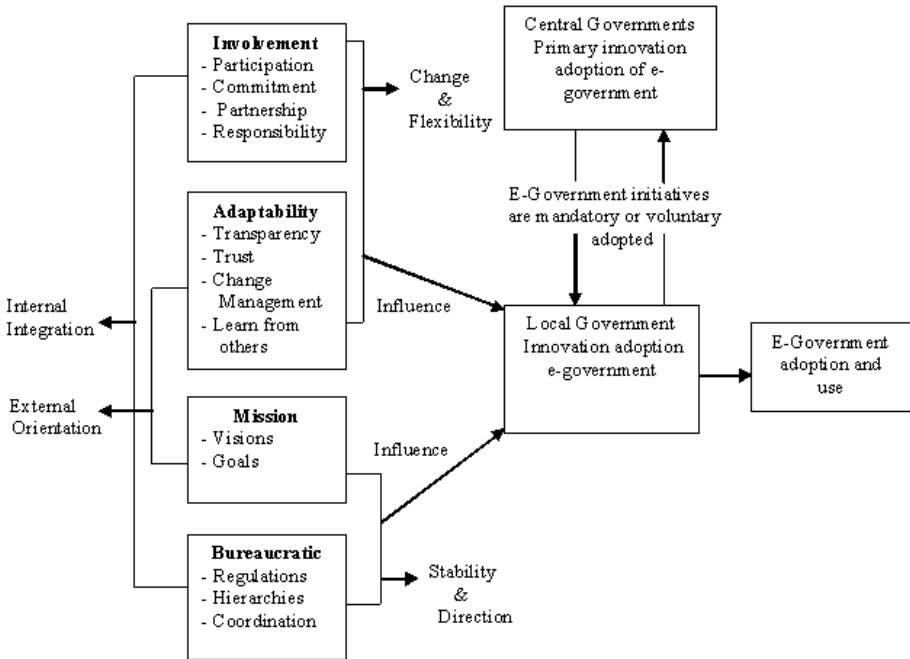 Involvement
- Participation
- Commitment
- Partnership
- Responsibility
Adaptability
- Transparency
- Trust
- Change
Management
- Learn from
others
Mission
- Visions
- Goals
Bureaucratic
- Regulations
- Hierarchies
- Coordination
Internal
Integration
External
Orientation
Change
&
Flexibility
Influence
Influence
Stability
&
Direction
Central Governments
Primary innovation
adoption of e-
government
E-Government initiatives
are mandatory or voluntary
adopted
Local Government
Innovation adoption
e-government
E-Government
adoption and
use